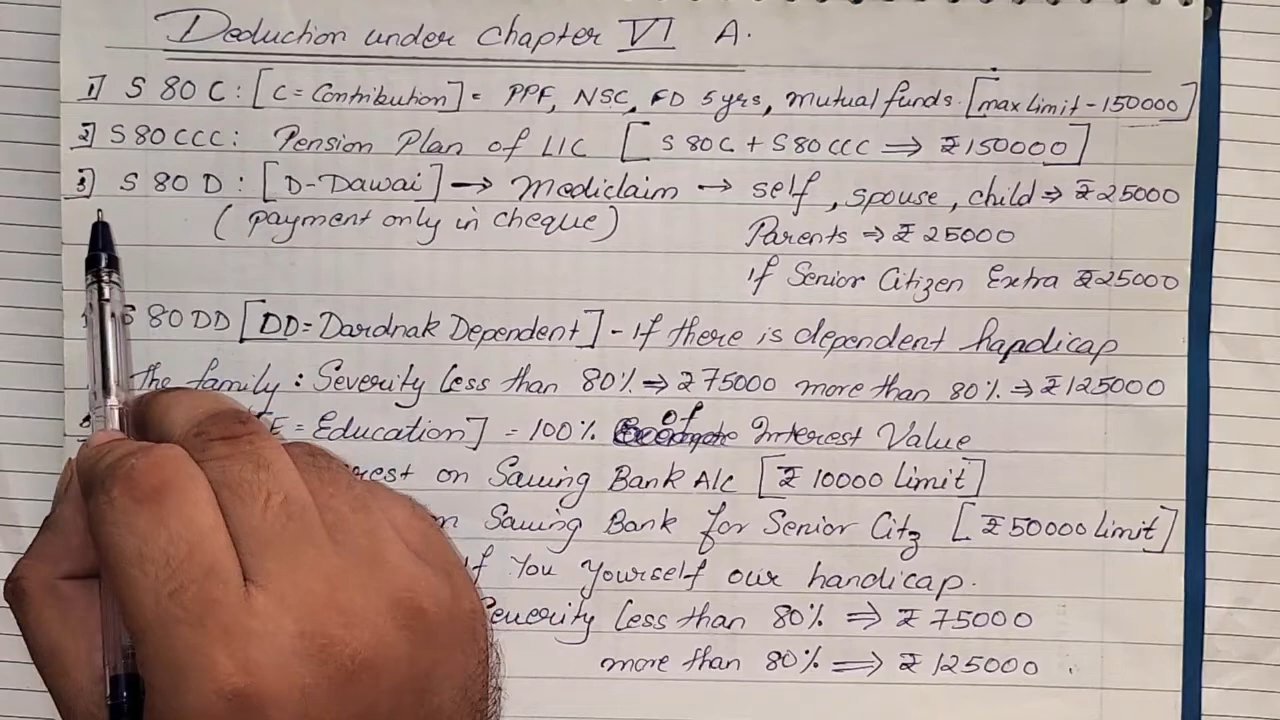 Deduction under Chapter VI A.
1] S 80 C : [C = Contribution] = PPF, NSC, FD 5 yrs, mutual funds. [max Limit - 150000]
2] S 80 CCC : Pension Plan of LIC [S 80C + S 80 CCC ⇒ ₹150000]
3] S 80 D : [D-Dawai] → Mediclaim → self, spouse, child ⇒ ₹25000
(payment only in cheque) Parents ⇒ ₹25000
If Senior Citizen Extra ₹25000
S 80 DD [DD = Dardnak Dependent] - If there is dependent handicap
the family : Severity less than 80% ⇒ ₹75000 more than 80% ⇒ ₹125000
E = Education] = 100% of Interest Value
rest on Saving Bank A/c [₹10000 Limit]
n Saving Bank for Senior Citz [₹50000 limit]
If You Yourself our handicap.
Severity less than 80% ⇒ ₹75000
more than 80% ⇒ ₹125000.